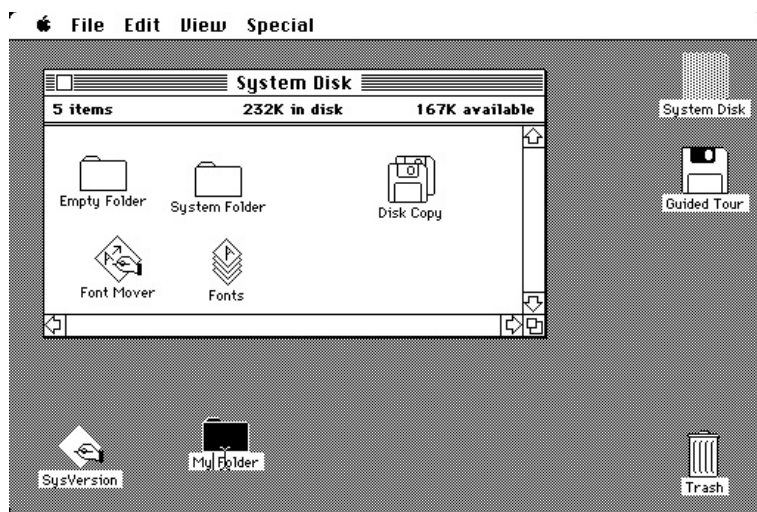 File Edit View Special
System Disk
5 items 232K in disk 167K available
Empty Folder System Folder Disk Copy
Font Mover Fonts
System Disk
Guided Tour
SysVersion
My Folder
Trash